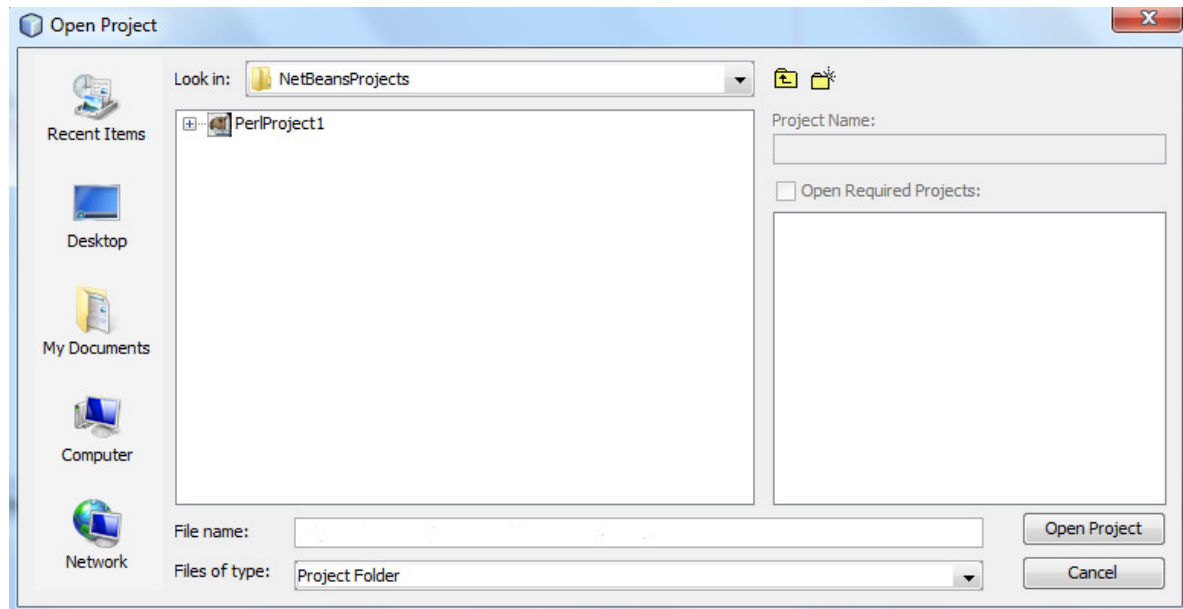 Open Project
Look in:
NetBeansProjects
Recent Items
Desktop
My Documents
Computer
Network
PerlProject1
Project Name:
Open Required Projects:
File name:
Open Project
Files of type:
Project Folder
Cancel